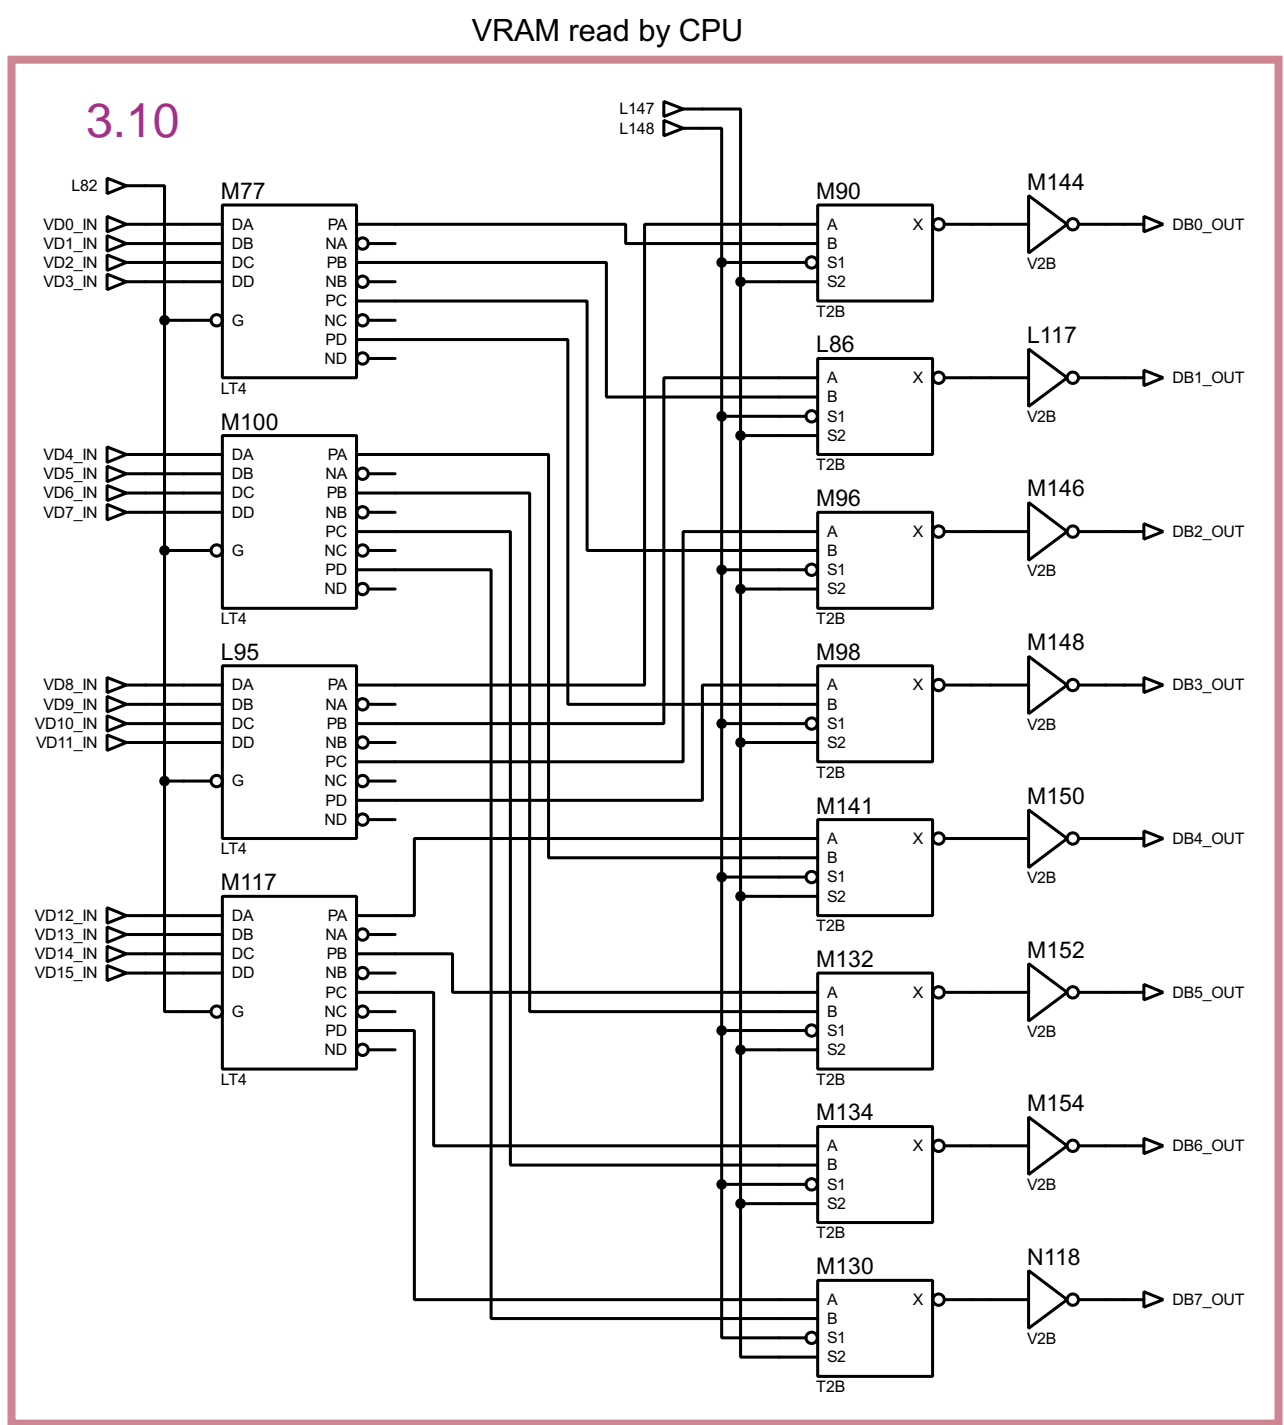 VRAM read by CPU
3.10
L147
L148
L82
M77
VD0_IN
VD1_IN
VD2_IN
VD3_IN
DA
DB
DC
DD
G
PA
NA
PB
NB
PC
NC
PD
ND
LT4
M100
VD4_IN
VD5_IN
VD6_IN
VD7_IN
DA
DB
DC
DD
G
PA
NA
PB
NB
PC
NC
PD
ND
LT4
L95
VD8_IN
VD9_IN
VD10_IN
VD11_IN
DA
DB
DC
DD
G
PA
NA
PB
NB
PC
NC
PD
ND
LT4
M117
VD12_IN
VD13_IN
VD14_IN
VD15_IN
DA
DB
DC
DD
G
PA
NA
PB
NB
PC
NC
PD
ND
LT4
M90
A
B
S1
S2
X
T2B
M144
V2B
DB0_OUT
L86
A
B
S1
S2
X
T2B
L117
V2B
DB1_OUT
M96
A
B
S1
S2
X
T2B
M146
V2B
DB2_OUT
M98
A
B
S1
S2
X
T2B
M148
V2B
DB3_OUT
M141
A
B
S1
S2
X
T2B
M150
V2B
DB4_OUT
M132
A
B
S1
S2
X
T2B
M152
V2B
DB5_OUT
M134
A
B
S1
S2
X
T2B
M154
V2B
DB6_OUT
M130
A
B
S1
S2
X
T2B
N118
V2B
DB7_OUT